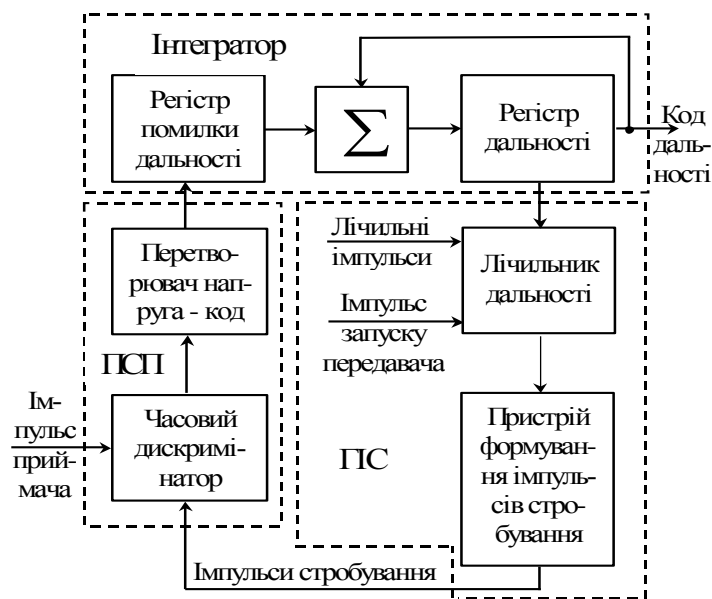 Інтегратор
Регістр
помилки
дальності
Σ
Регістр
дальності
Код
даль-
ності
Перетво-
рювач нап-
руга - код
ПСП
Ім-
пульс
прий-
мача
Часовий
дискримі-
натор
Лічильні
імпульси
Імпульс
запуску
передавача
Лічильник
дальності
ГІС
Пристрій
формуван-
ня імпуль-
сів стро-
бування
Імпульси стробування